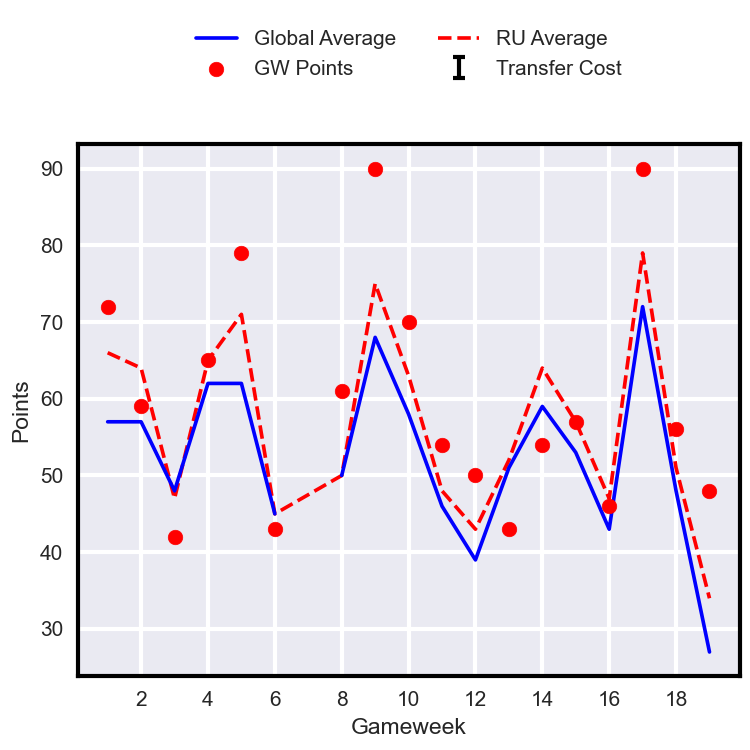 Global Average
RU Average
GW Points
Transfer Cost
90
80
70
60
50
40
30
Points
2 4 6 8 10 12 14 16 18
Gameweek